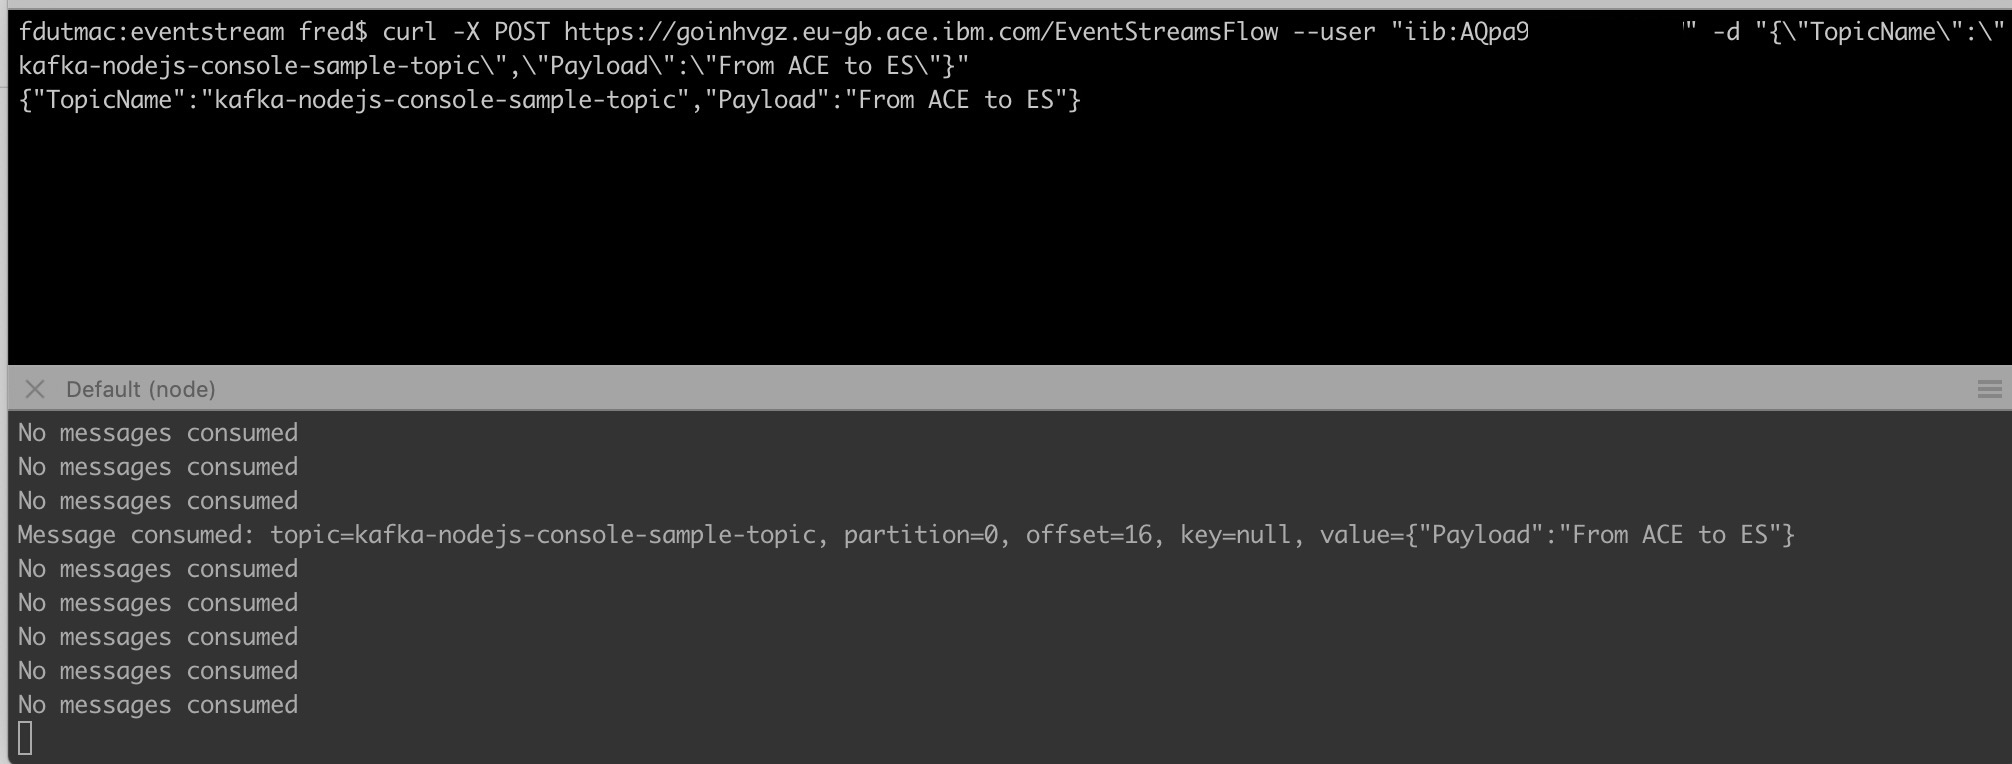 fdutmac:eventstream fred$ curl -X POST https://goinhvgz.eu-gb.ace.ibm.com/EventStreamsFlow --user "iib:AQpa9 " -d "{\"TopicName\":\"
kafka-nodejs-console-sample-topic\",\"Payload\":\"From ACE to ES\"}"
{"TopicName":"kafka-nodejs-console-sample-topic","Payload":"From ACE to ES"}
Default (node)
No messages consumed
No messages consumed
No messages consumed
Message consumed: topic=kafka-nodejs-console-sample-topic, partition=0, offset=16, key=null, value={"Payload":"From ACE to ES"}
No messages consumed
No messages consumed
No messages consumed
No messages consumed
No messages consumed